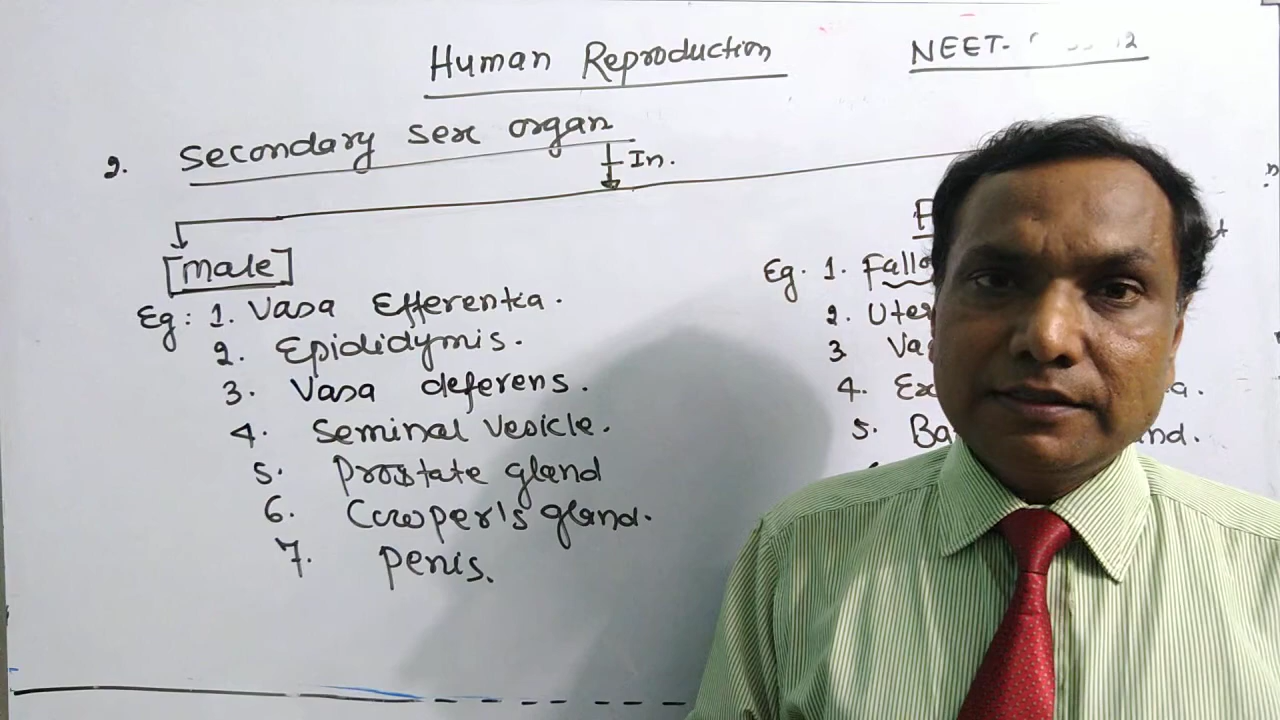 Human Reproduction
NEET- 12
2. Secondary sex organ
In.
[Male]
Eg: 1. Vasa Efferentia.
2. Epididymis.
3. Vasa deferens.
4. Seminal Vesicle.
5. Prostate gland
6. Cowper's gland.
7. Penis.
Eg. 1.
2.
3
4.
5.